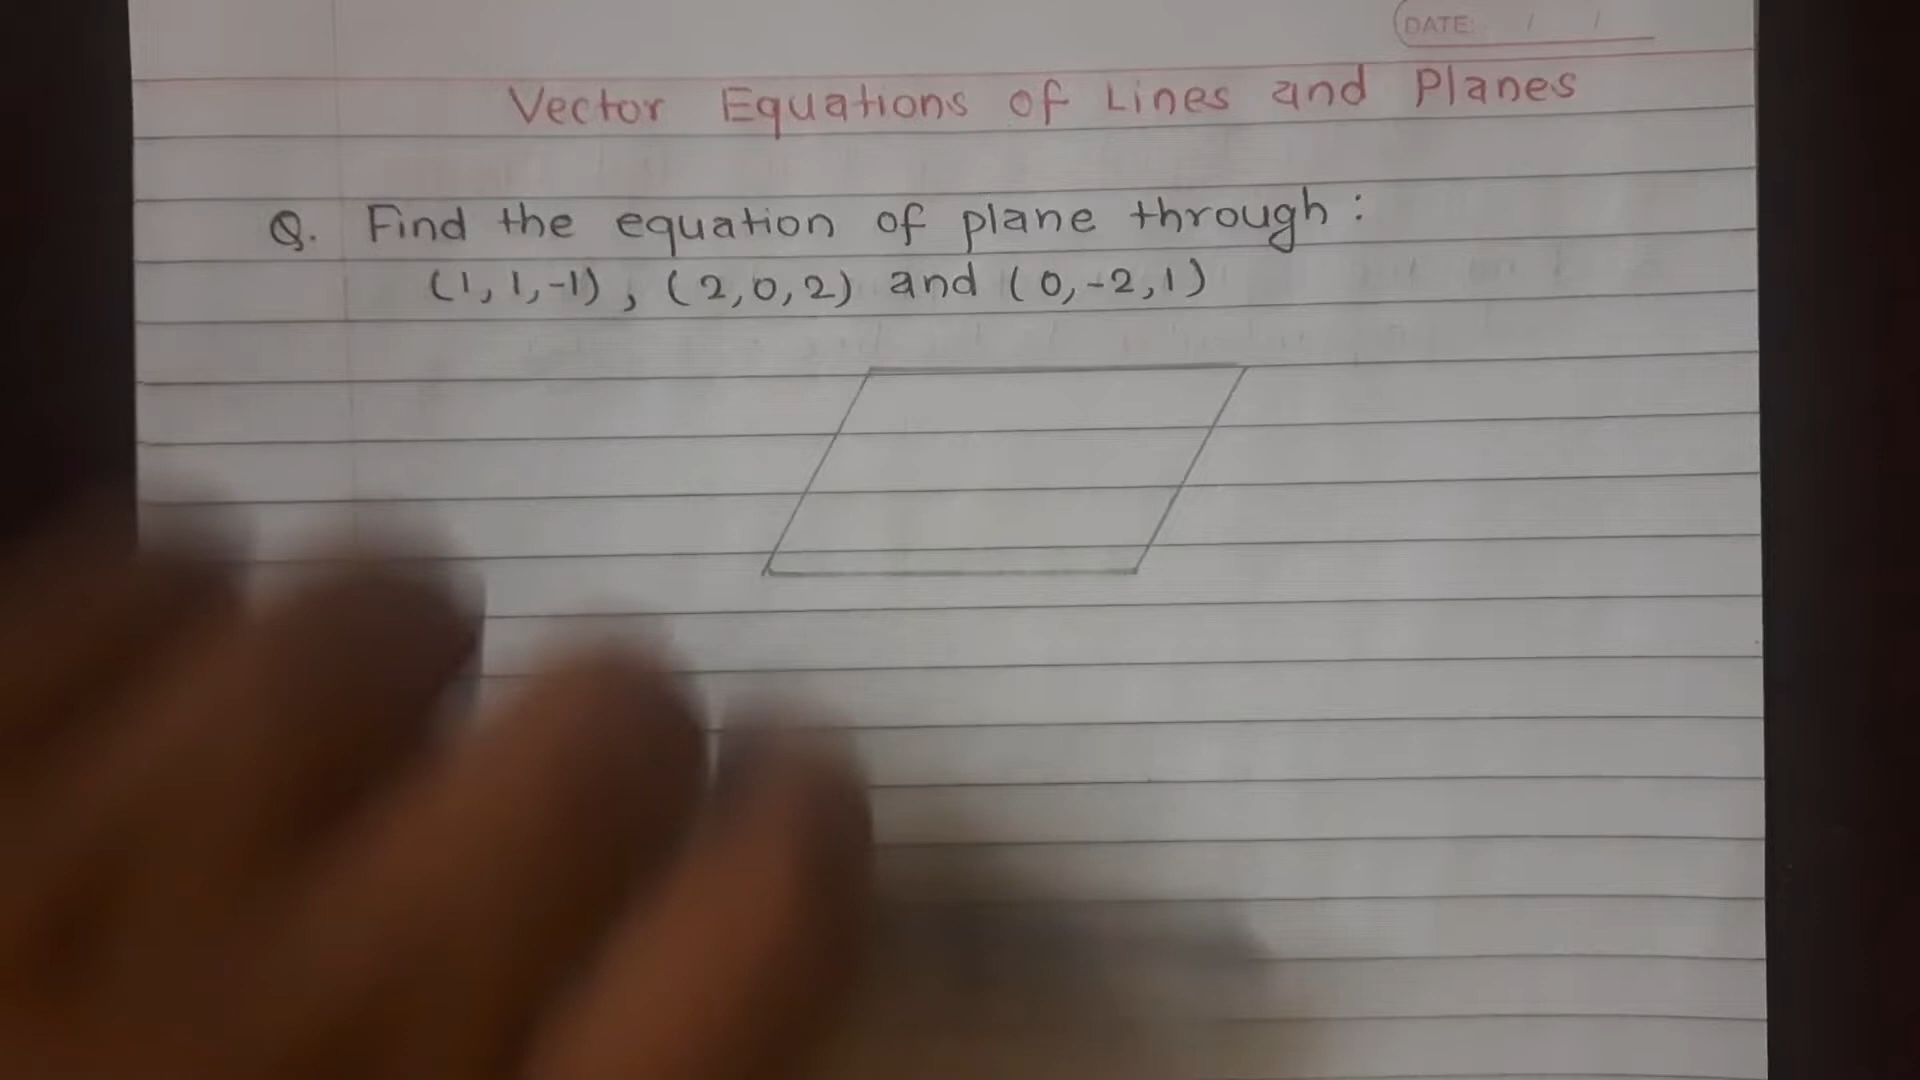 DATE: / /
Vector Equations of Lines and Planes
Q. Find the equation of plane through :
(1, 1, -1), (2, 0, 2) and (0, -2, 1)